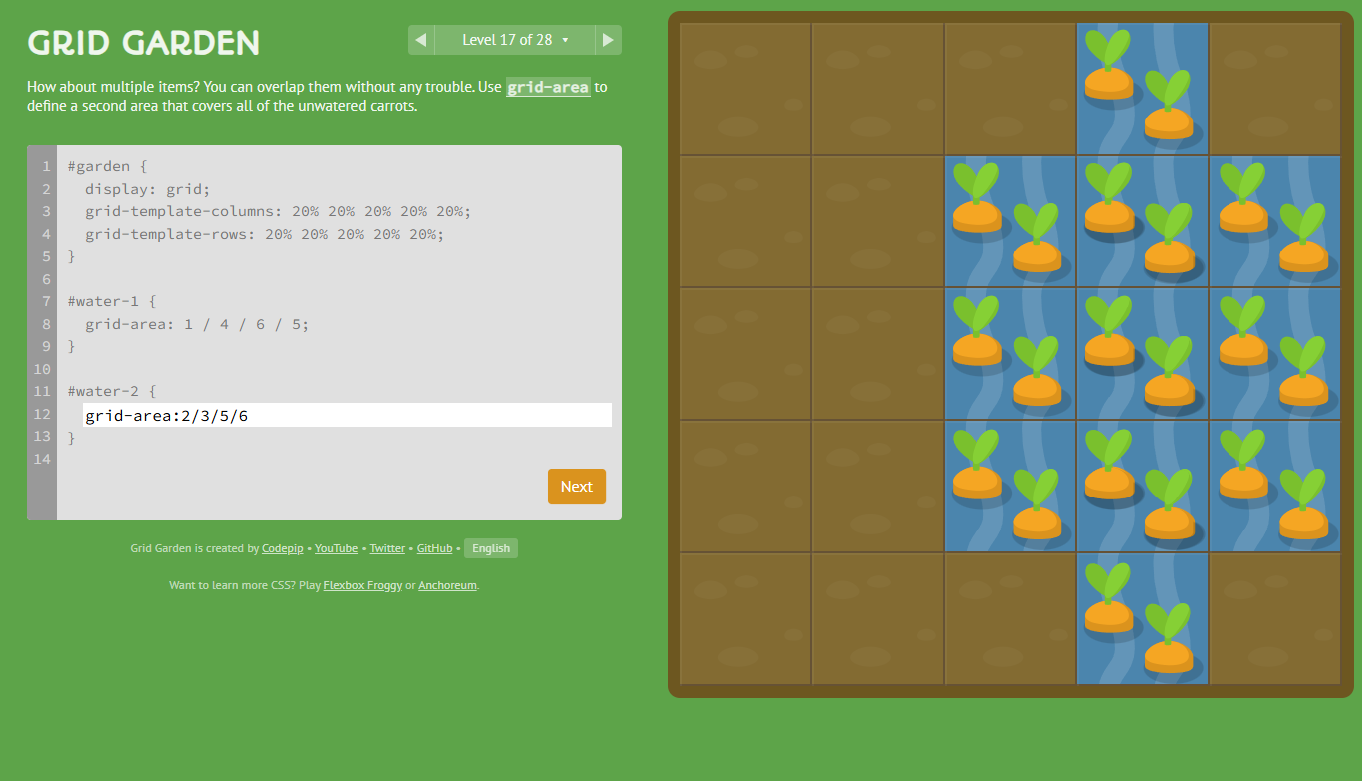 GRID GARDEN
◀ Level 17 of 28 ▾ ▶
How about multiple items? You can overlap them without any trouble. Use grid-area to
define a second area that covers all of the unwatered carrots.
1 #garden {
2   display: grid;
3   grid-template-columns: 20% 20% 20% 20% 20%;
4   grid-template-rows: 20% 20% 20% 20% 20%;
5 }
6
7 #water-1 {
8   grid-area: 1 / 4 / 6 / 5;
9 }
10
11 #water-2 {
12   grid-area:2/3/5/6
13 }
14
Next
Grid Garden is created by Codepip • YouTube • Twitter • GitHub • English
Want to learn more CSS? Play Flexbox Froggy or Anchoreum.